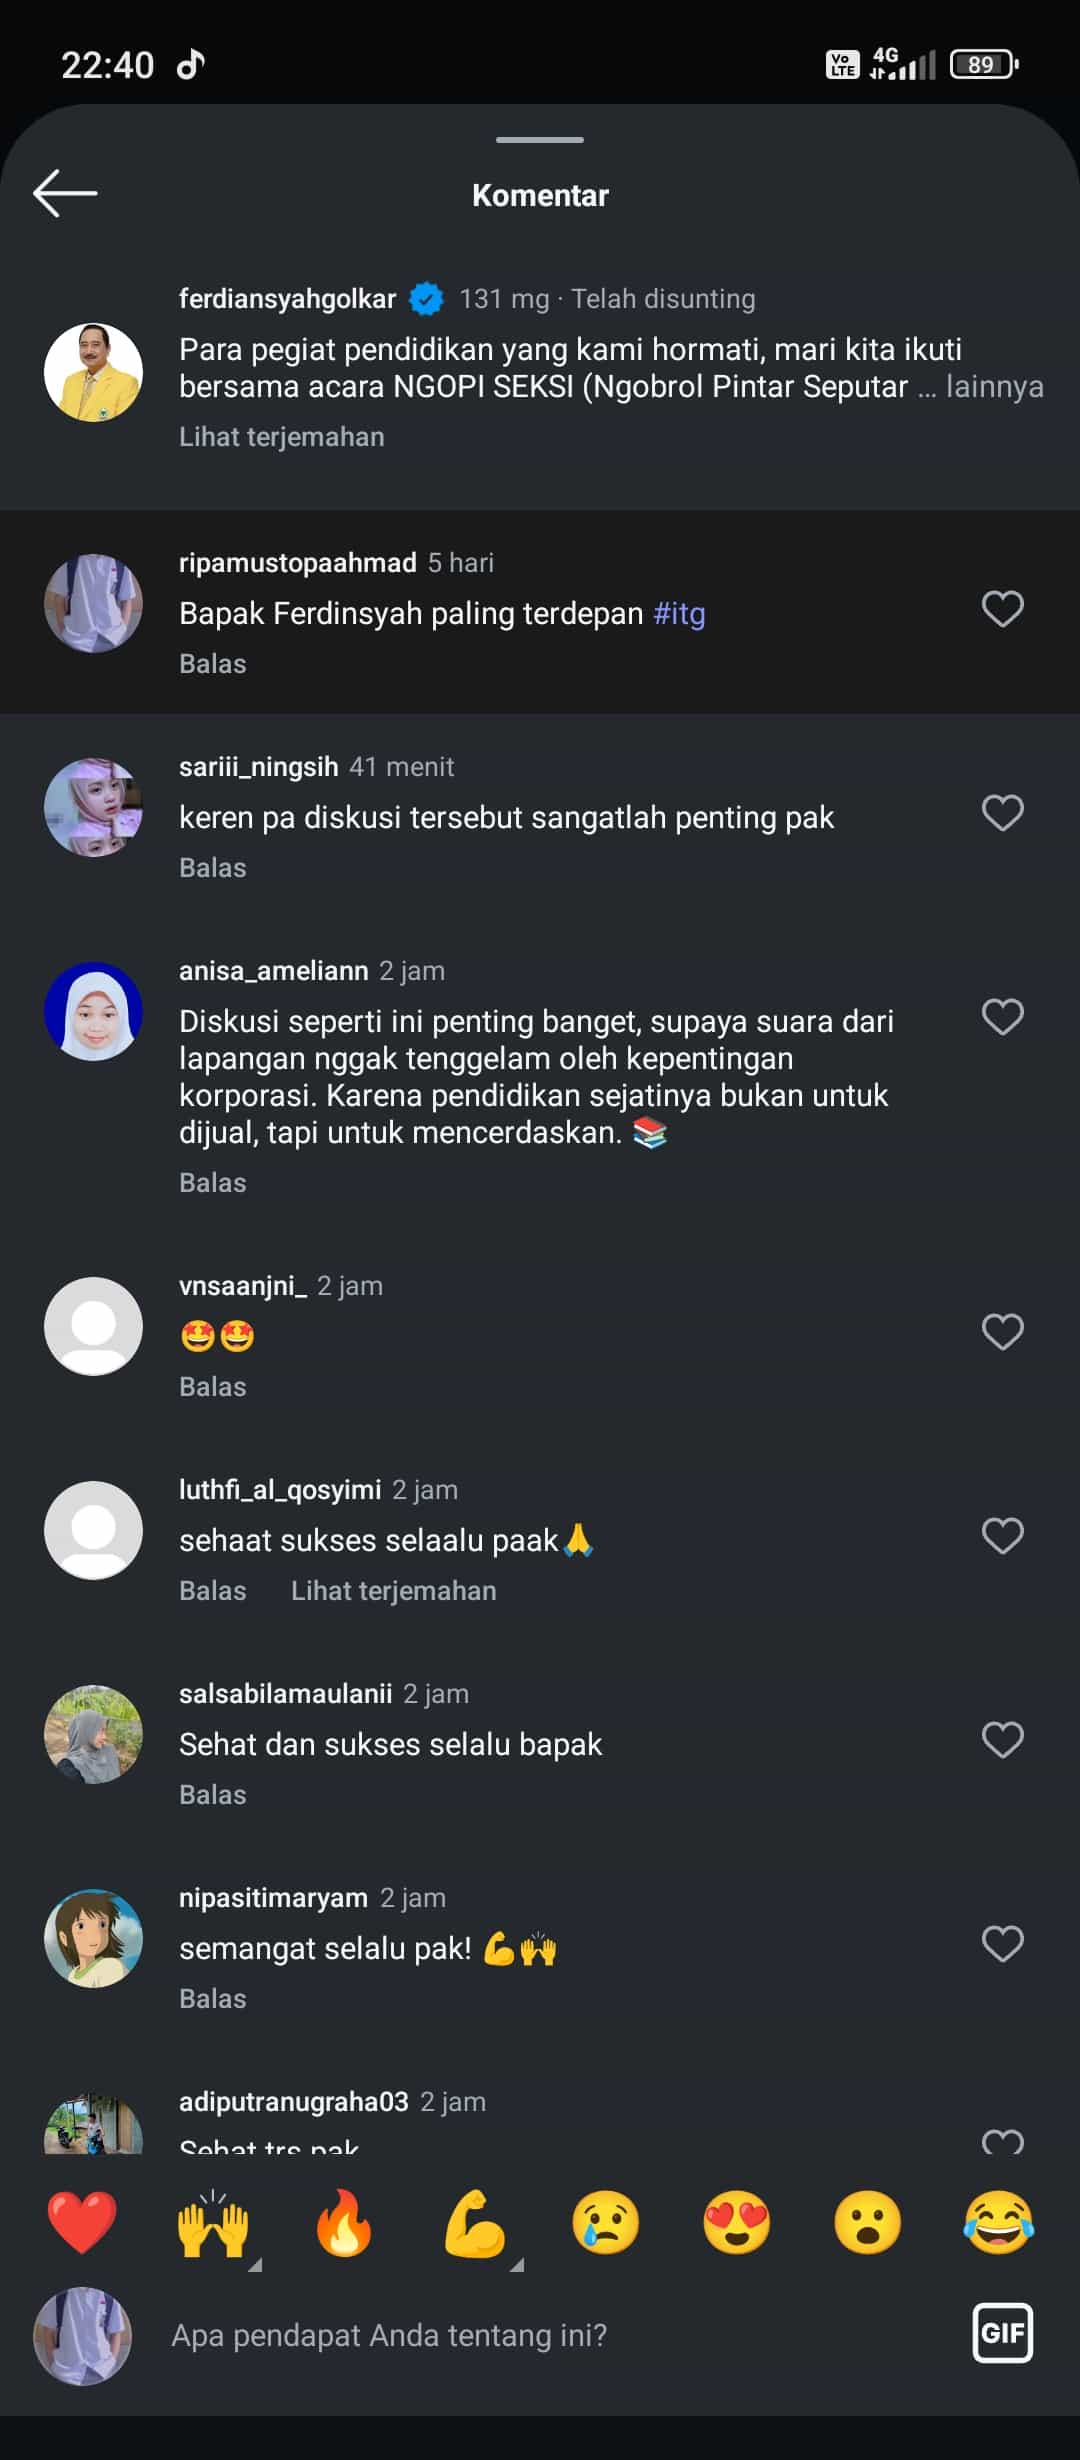 22:40
Vo LTE 4G 89
Komentar
ferdiansyahgolkar 131 mg · Telah disunting
Para pegiat pendidikan yang kami hormati, mari kita ikuti
bersama acara NGOPI SEKSI (Ngobrol Pintar Seputar ... lainnya
Lihat terjemahan
ripamustopaahmad 5 hari
Bapak Ferdinsyah paling terdepan #itg
Balas
sariii_ningsih 41 menit
keren pa diskusi tersebut sangatlah penting pak
Balas
anisa_ameliann 2 jam
Diskusi seperti ini penting banget, supaya suara dari
lapangan nggak tenggelam oleh kepentingan
korporasi. Karena pendidikan sejatinya bukan untuk
dijual, tapi untuk mencerdaskan. 📚
Balas
vnsaanjni_ 2 jam
🤩🤩
Balas
luthfi_al_qosyimi 2 jam
sehaat sukses selaalu paak🙏
Balas Lihat terjemahan
salsabilamaulanii 2 jam
Sehat dan sukses selalu bapak
Balas
nipasitimaryam 2 jam
semangat selalu pak! 💪🙌
Balas
adiputranugraha03 2 jam
Sehat trs pak
Apa pendapat Anda tentang ini?
GIF